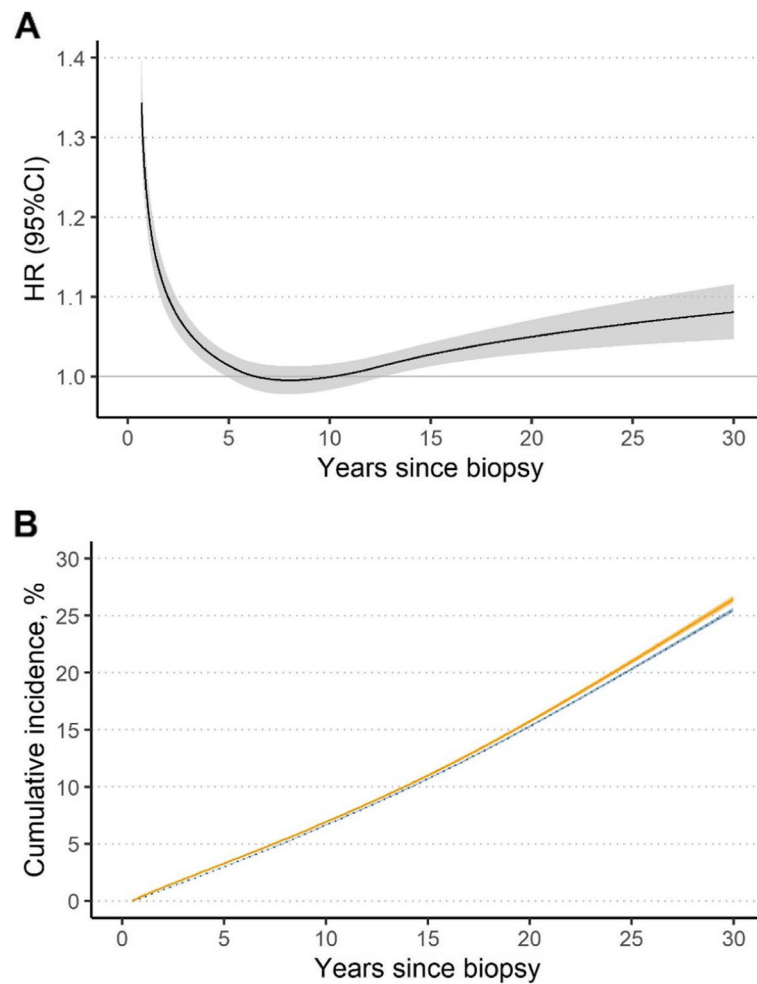 A
HR (95%CI)
1.4
1.3
1.2
1.1
1.0
0 5 10 15 20 25 30
Years since biopsy
B
Cumulative incidence, %
30
25
20
15
10
5
0
0 5 10 15 20 25 30
Years since biopsy